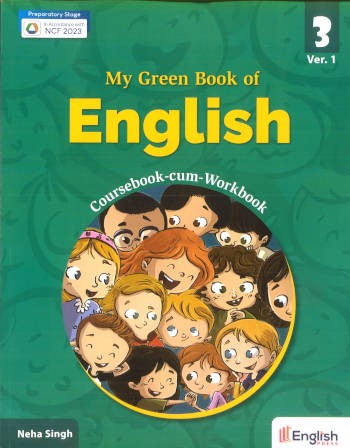 Preparatory Stage
In Accordance with
NCF 2023
3
Ver. 1
My Green Book of
English
Coursebook-cum-Workbook
Neha Singh
English
PRESS